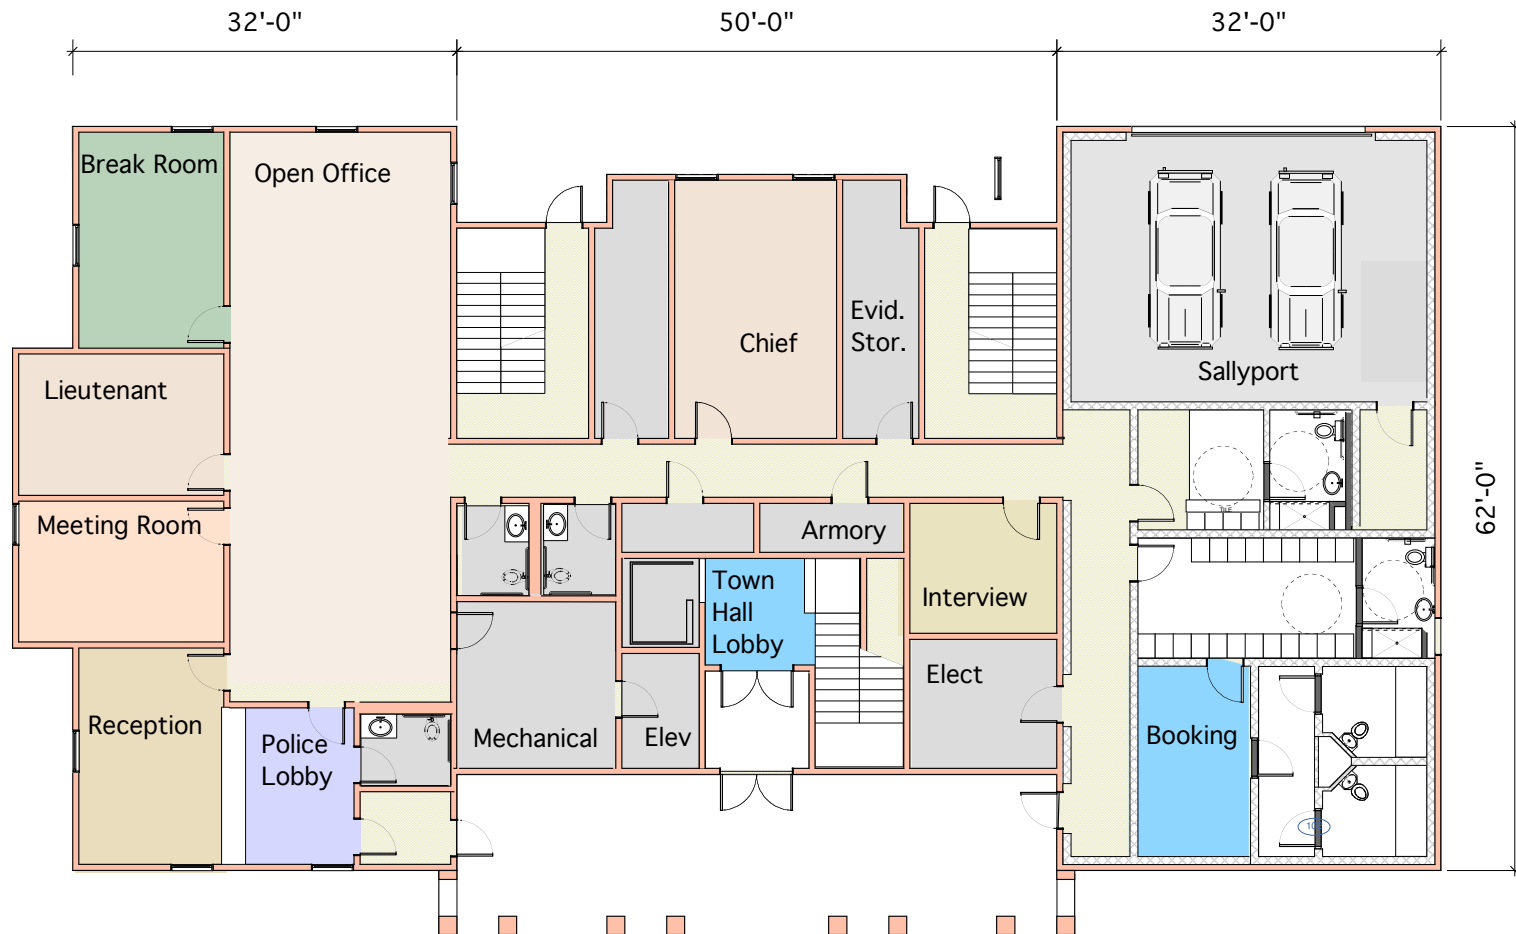 32'-0"
50'-0"
32'-0"
Break Room
Open Office
Evid.
Stor.
Chief
Sallyport
Lieutenant
62'-0"
Meeting Room
Armory
TILE
Town
Hall
Lobby
Interview
Elect
Reception
Police
Lobby
Mechanical
Elev
Booking